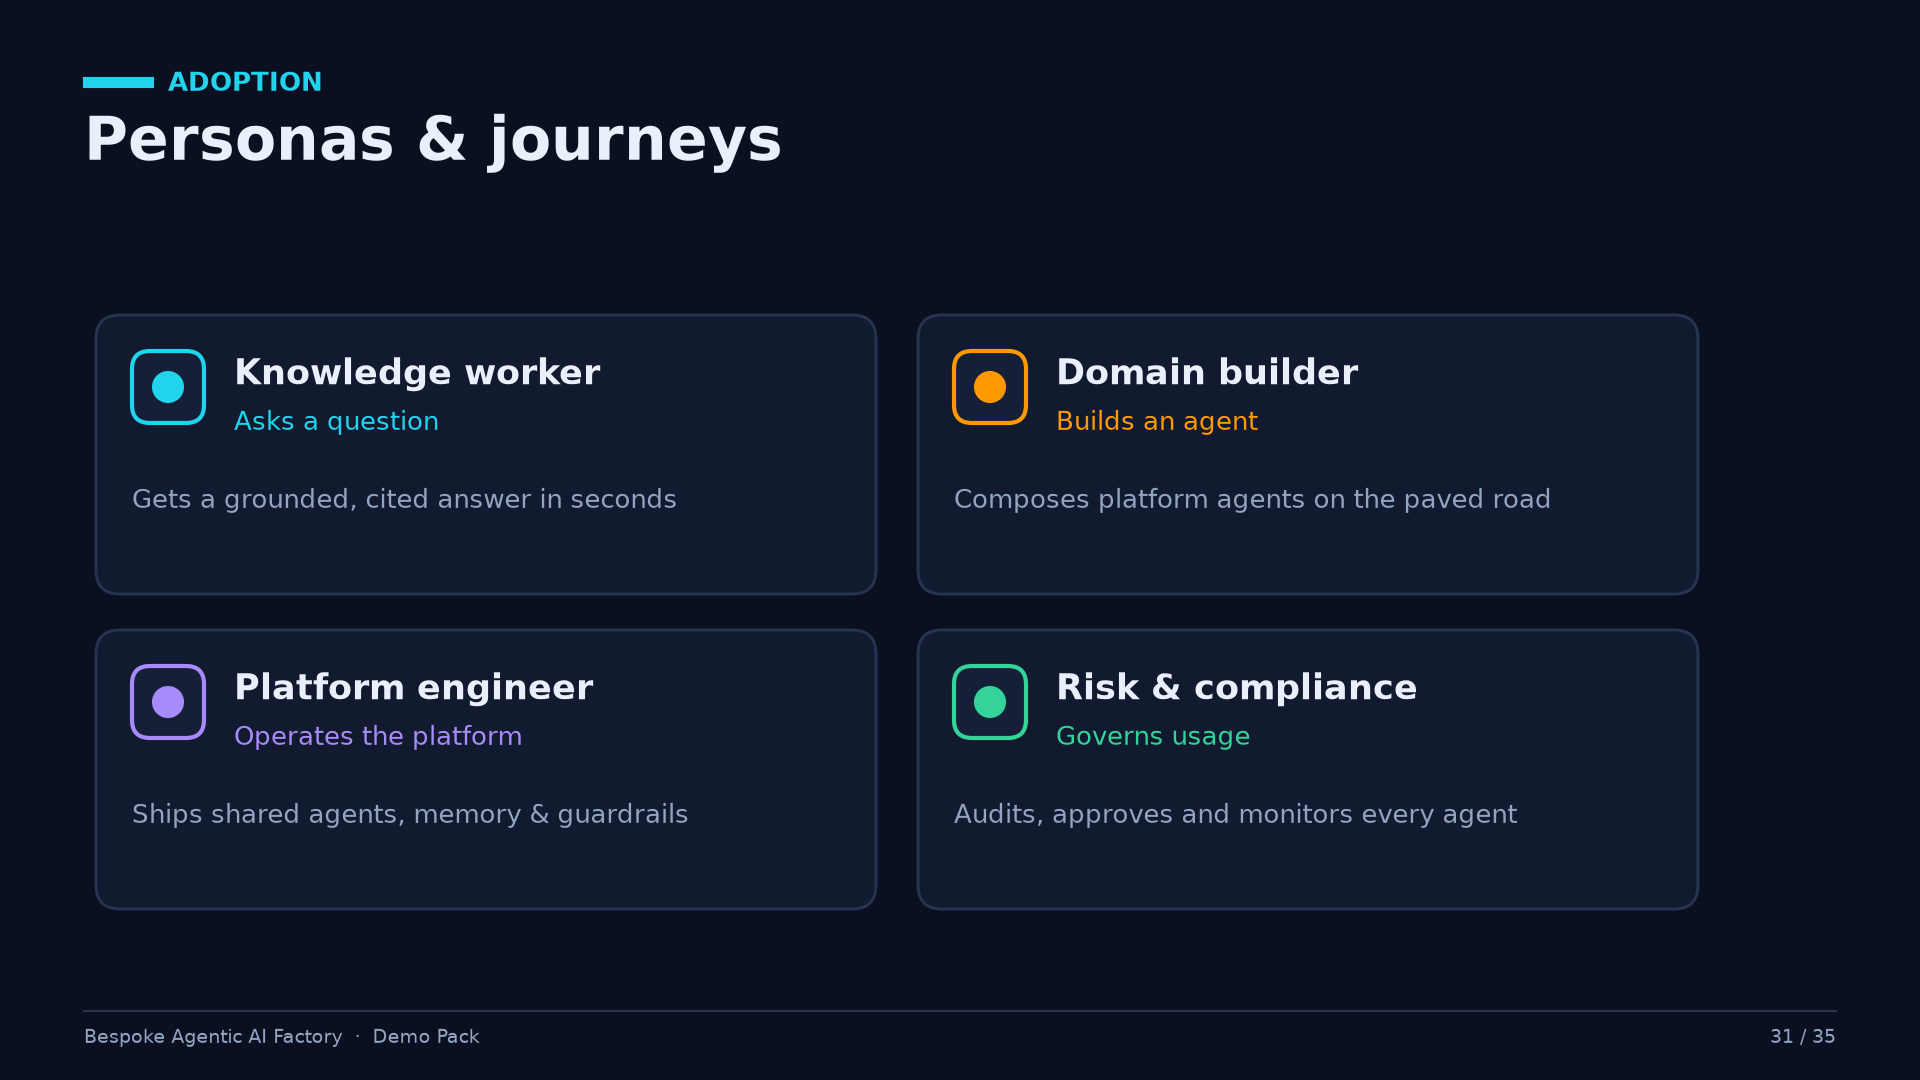 ADOPTION
Personas & journeys
Knowledge worker
Asks a question
Gets a grounded, cited answer in seconds
Domain builder
Builds an agent
Composes platform agents on the paved road
Platform engineer
Operates the platform
Ships shared agents, memory & guardrails
Risk & compliance
Governs usage
Audits, approves and monitors every agent
Bespoke Agentic AI Factory · Demo Pack
31 / 35